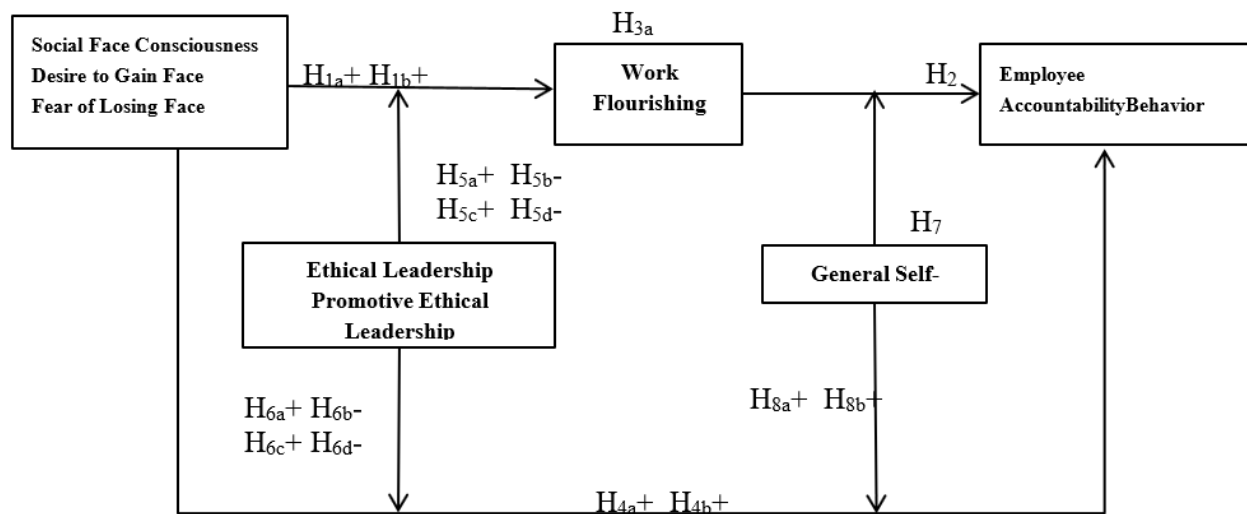 Social Face Consciousness
Desire to Gain Face
Fear of Losing Face
H1a+ H1b+
H3a
Work
Flourishing
H2
Employee
AccountabilityBehavior
H5a+ H5b-
H5c+ H5d-
Ethical Leadership
Promotive Ethical
Leadership
H7
General Self-
H6a+ H6b-
H6c+ H6d-
H8a+ H8b+
H4a+ H4b+